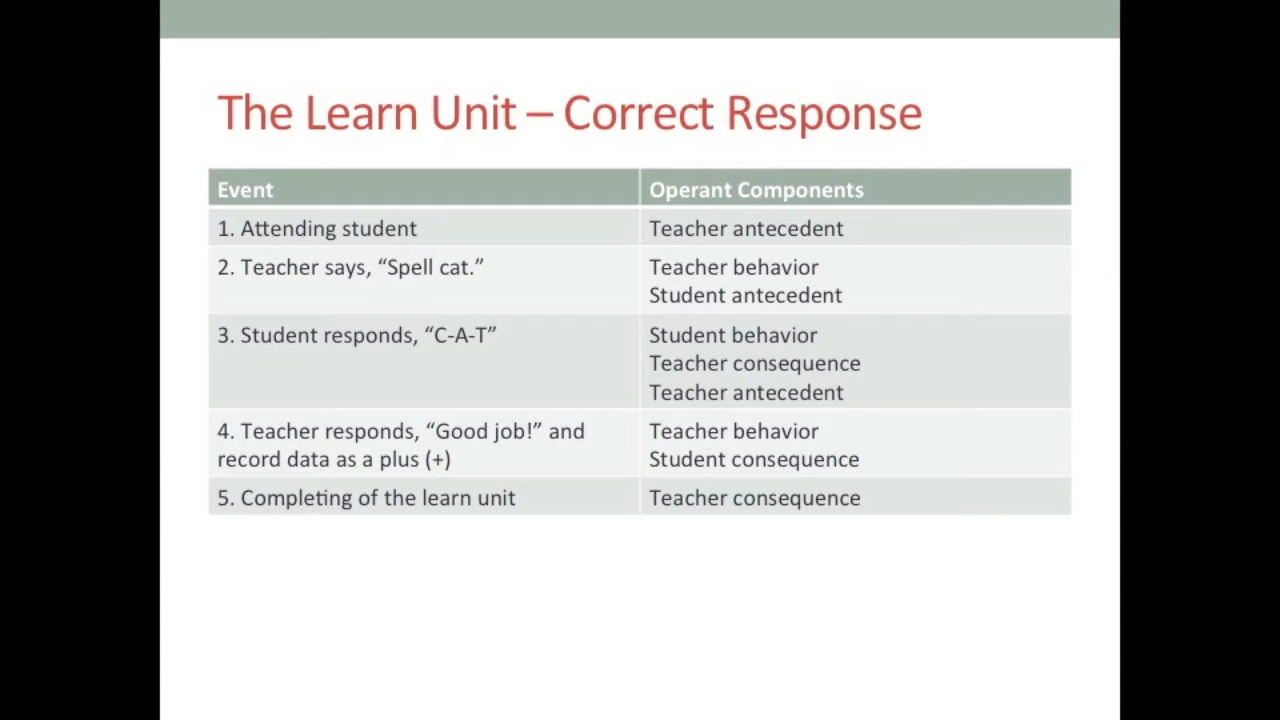 The Learn Unit – Correct Response
Event
Operant Components
1. Attending student
Teacher antecedent
2. Teacher says, “Spell cat.”
Teacher behavior
Student antecedent
3. Student responds, “C-A-T”
Student behavior
Teacher consequence
Teacher antecedent
4. Teacher responds, “Good job!” and
record data as a plus (+)
Teacher behavior
Student consequence
5. Completing of the learn unit
Teacher consequence